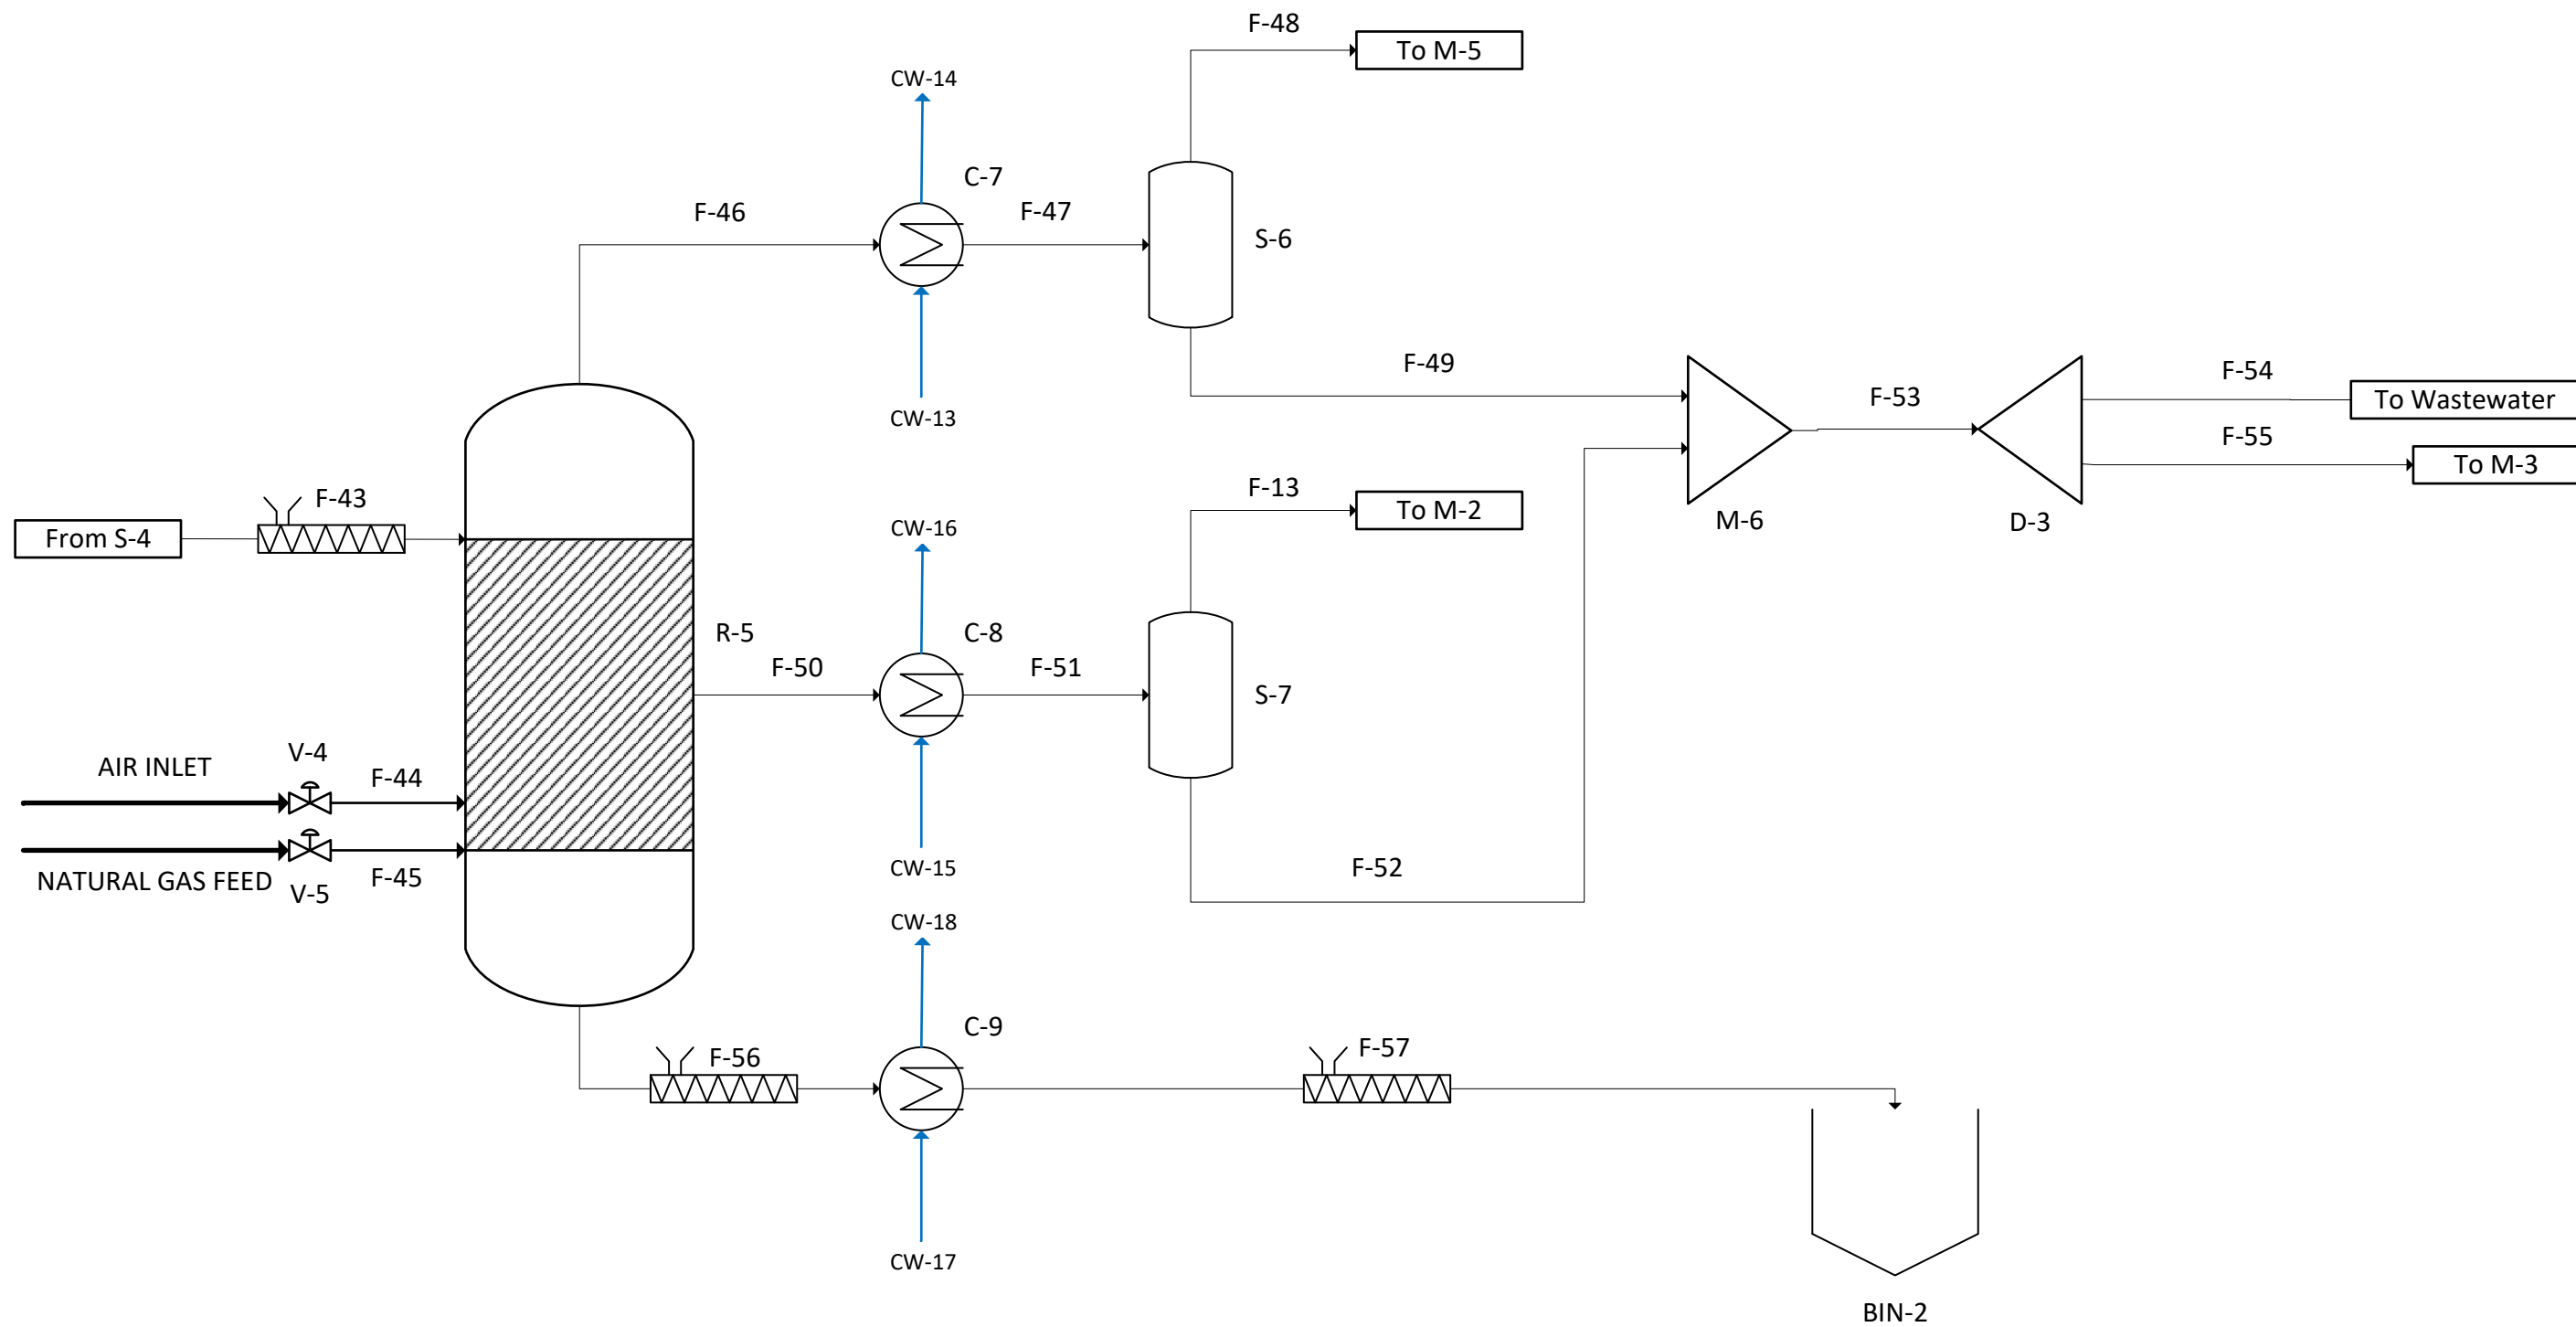 F-48
To M-5
CW-14
C-7
F-46
F-47
S-6
CW-13
F-49
F-53
F-54
To Wastewater
F-55
To M-3
M-6
D-3
F-43
From S-4
F-13
To M-2
CW-16
C-8
R-5
F-50
F-51
S-7
AIR INLET
V-4
F-44
NATURAL GAS FEED
V-5
F-45
CW-15
F-52
CW-18
C-9
F-56
F-57
CW-17
BIN-2